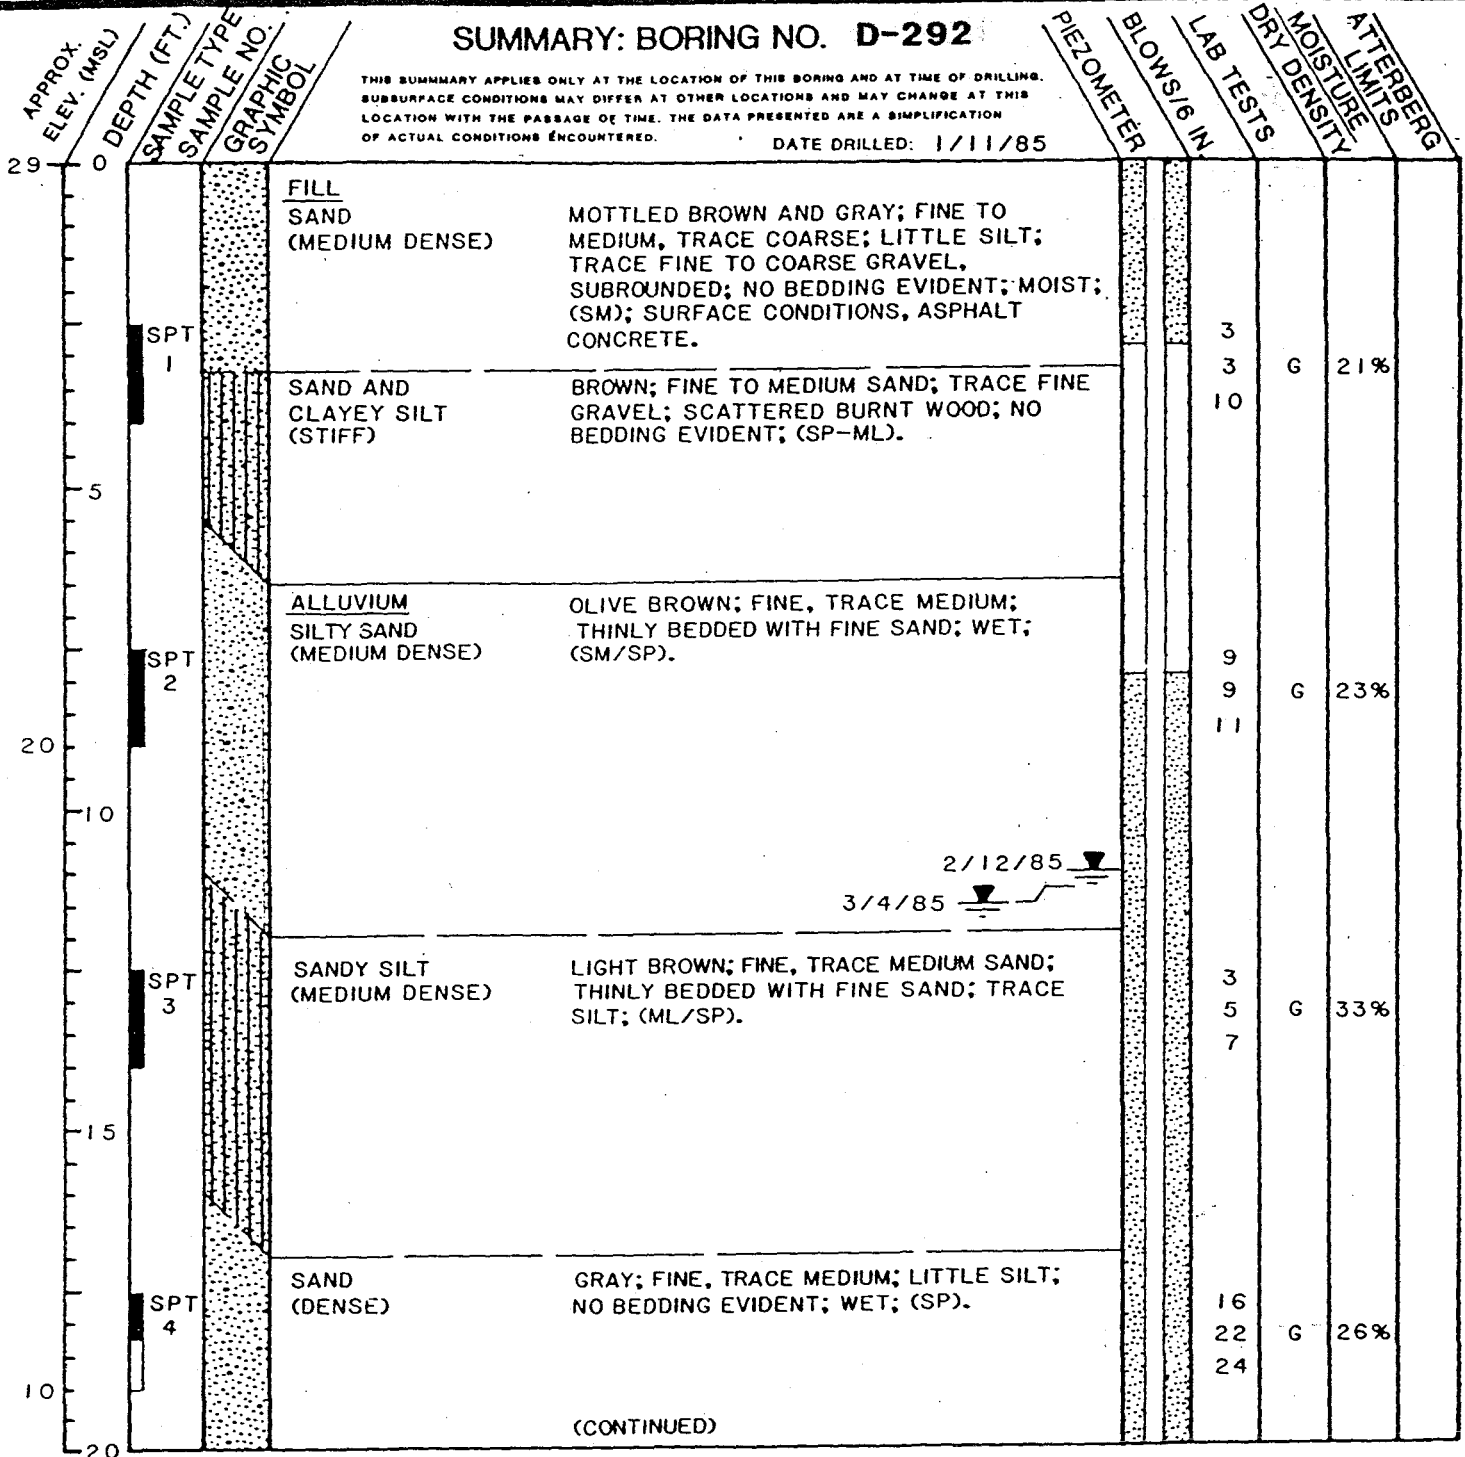 SUMMARY: BORING NO. D-292
THIS SUMMMARY APPLIES ONLY AT THE LOCATION OF THIS BORING AND AT TIME OF DRILLING.
SUBSURFACE CONDITIONS MAY DIFFER AT OTHER LOCATIONS AND MAY CHANGE AT THIS
LOCATION WITH THE PASSAGE OF TIME. THE DATA PRESENTED ARE A SIMPLIFICATION
OF ACTUAL CONDITIONS ENCOUNTERED.
DATE DRILLED: 1/11/85
APPROX.
ELEV. (MSL)
DEPTH (FT.)
SAMPLE TYPE
SAMPLE NO.
GRAPHIC
SYMBOL
PIEZOMETER
BLOWS/6 IN.
LAB TESTS
DRY DENSITY
MOISTURE
LIMITS
ATTERBERG
29 0
FILL
SAND
(MEDIUM DENSE)
MOTTLED BROWN AND GRAY; FINE TO
MEDIUM, TRACE COARSE; LITTLE SILT;
TRACE FINE TO COARSE GRAVEL,
SUBROUNDED; NO BEDDING EVIDENT; MOIST;
(SM); SURFACE CONDITIONS, ASPHALT
CONCRETE.
SPT
1
3
3 G 21%
10
SAND AND
CLAYEY SILT
(STIFF)
BROWN; FINE TO MEDIUM SAND; TRACE FINE
GRAVEL; SCATTERED BURNT WOOD; NO
BEDDING EVIDENT; (SP-ML).
5
ALLUVIUM
SILTY SAND
(MEDIUM DENSE)
OLIVE BROWN; FINE, TRACE MEDIUM;
THINLY BEDDED WITH FINE SAND; WET;
(SM/SP).
SPT
2
9
9 G 23%
11
20
10
2/12/85
3/4/85
SANDY SILT
(MEDIUM DENSE)
LIGHT BROWN; FINE, TRACE MEDIUM SAND;
THINLY BEDDED WITH FINE SAND; TRACE
SILT; (ML/SP).
SPT
3
3
5 G 33%
7
15
SAND
(DENSE)
GRAY; FINE, TRACE MEDIUM; LITTLE SILT;
NO BEDDING EVIDENT; WET; (SP).
SPT
4
16
22 G 26%
24
10
(CONTINUED)
20